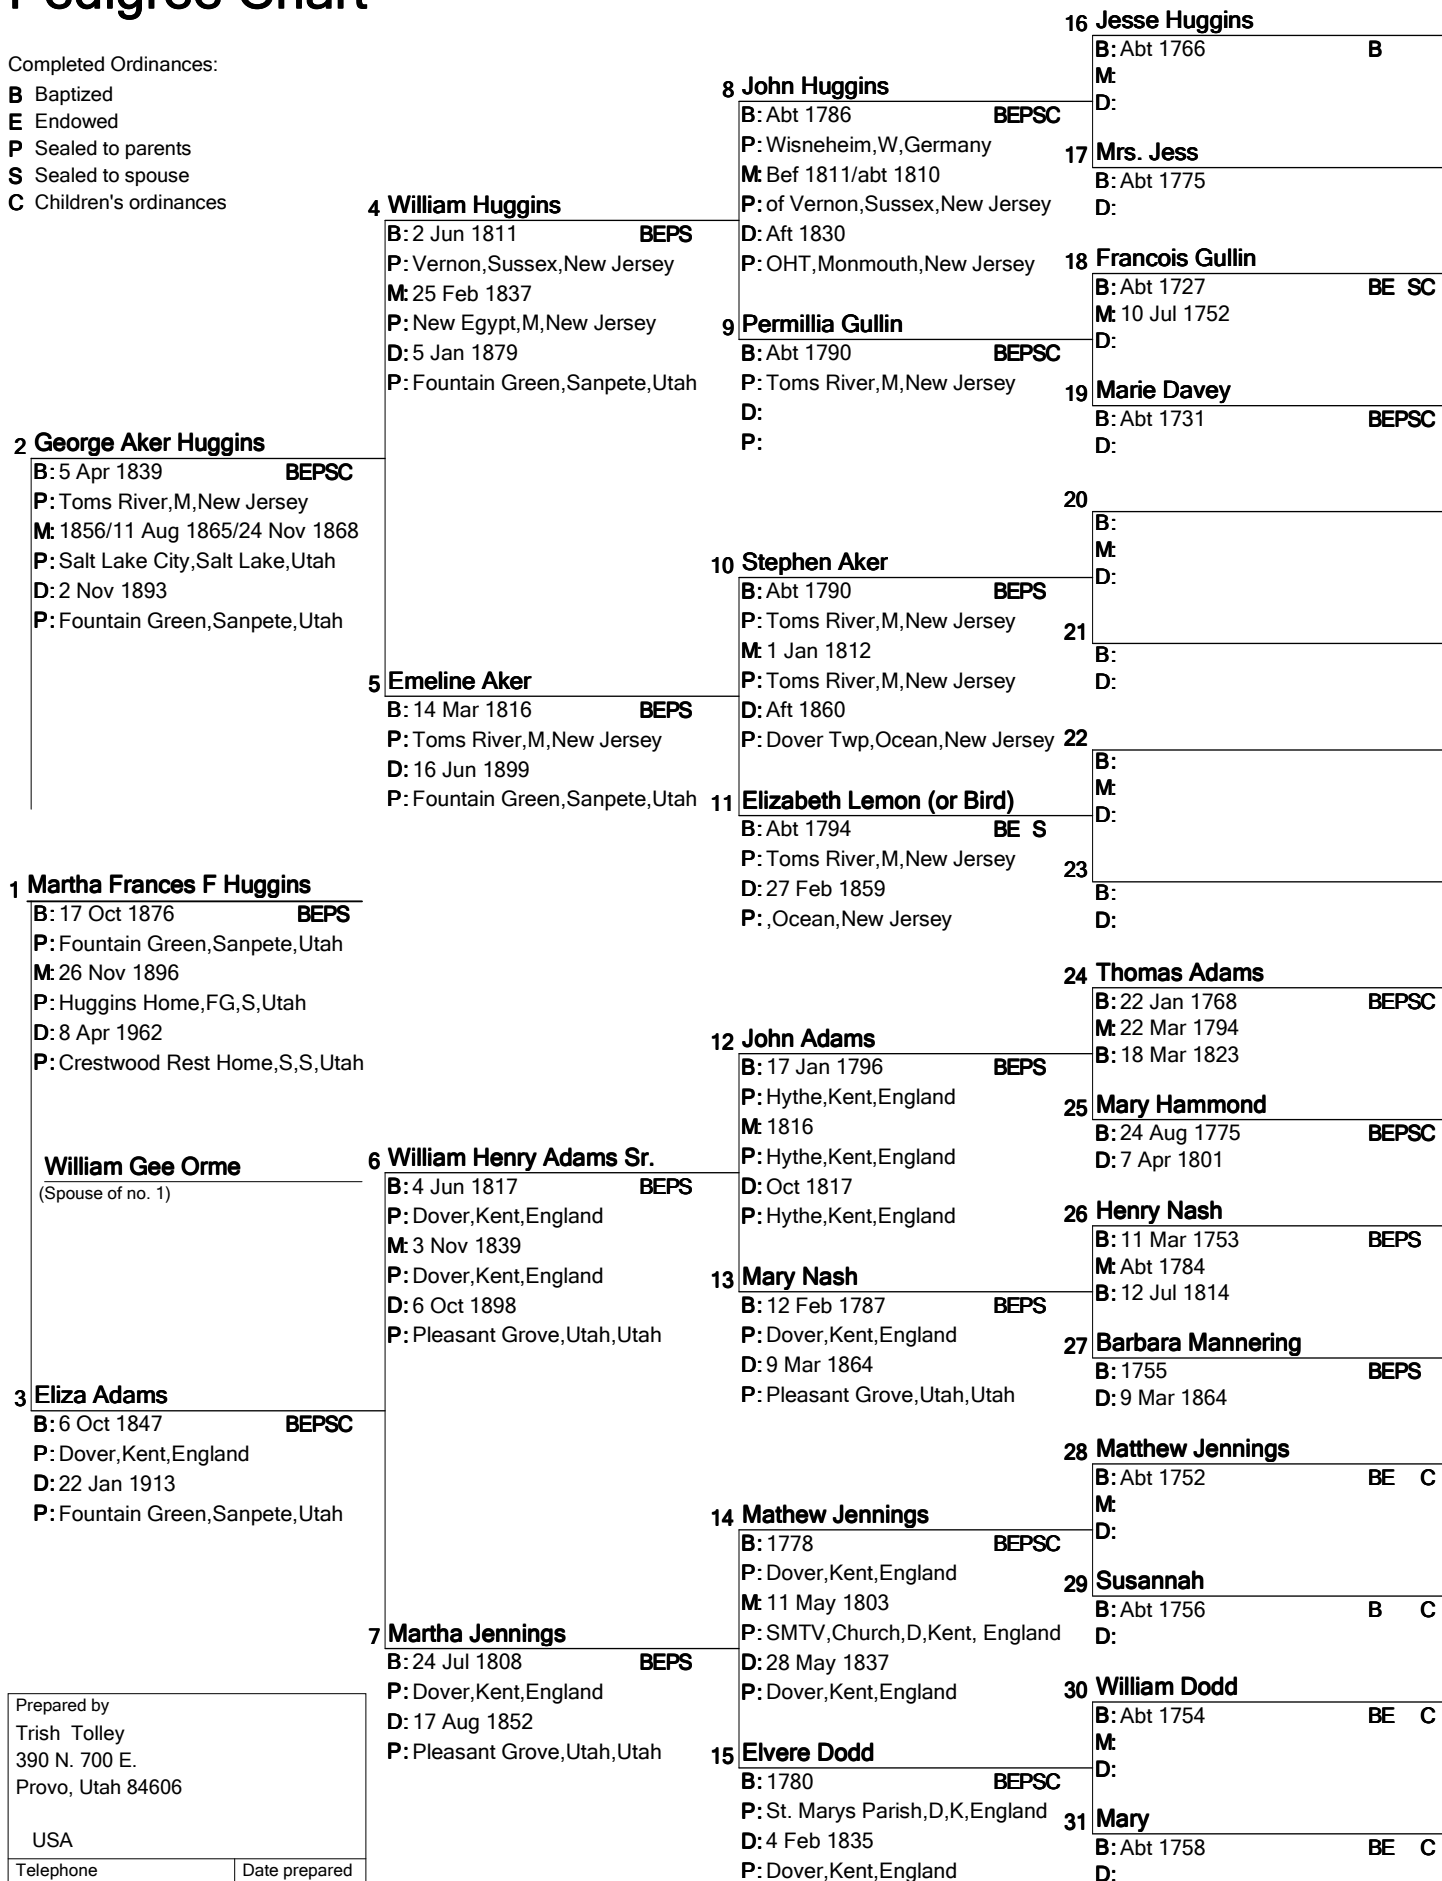 Pedigree Chart
Completed Ordinances:
B Baptized
E Endowed
P Sealed to parents
S Sealed to spouse
C Children's ordinances
2 George Aker Huggins
B: 5 Apr 1839 BEPSC
P: Toms River,M,New Jersey
M: 1856/11 Aug 1865/24 Nov 1868
P: Salt Lake City,Salt Lake,Utah
D: 2 Nov 1893
P: Fountain Green,Sanpete,Utah
1 Martha Frances F Huggins
B: 17 Oct 1876 BEPS
P: Fountain Green,Sanpete,Utah
M: 26 Nov 1896
P: Huggins Home,FG,S,Utah
D: 8 Apr 1962
P: Crestwood Rest Home,S,S,Utah
William Gee Orme
(Spouse of no. 1)
3 Eliza Adams
B: 6 Oct 1847 BEPSC
P: Dover,Kent,England
D: 22 Jan 1913
P: Fountain Green,Sanpete,Utah
Prepared by
Trish Tolley
390 N. 700 E.
Provo, Utah 84606
USA
Telephone Date prepared
4 William Huggins
B: 2 Jun 1811 BEPS
P: Vernon,Sussex,New Jersey
M: 25 Feb 1837
P: New Egypt,M,New Jersey
D: 5 Jan 1879
P: Fountain Green,Sanpete,Utah
5 Emeline Aker
B: 14 Mar 1816 BEPS
P: Toms River,M,New Jersey
D: 16 Jun 1899
P: Fountain Green,Sanpete,Utah
6 William Henry Adams Sr.
B: 4 Jun 1817 BEPS
P: Dover,Kent,England
M: 3 Nov 1839
P: Dover,Kent,England
D: 6 Oct 1898
P: Pleasant Grove,Utah,Utah
7 Martha Jennings
B: 24 Jul 1808 BEPS
P: Dover,Kent,England
D: 17 Aug 1852
P: Pleasant Grove,Utah,Utah
8 John Huggins
B: Abt 1786 BEPSC
P: Wisneheim,W,Germany
M: Bef 1811/abt 1810
P: of Vernon,Sussex,New Jersey
D: Aft 1830
P: OHT,Monmouth,New Jersey
9 Permillia Gullin
B: Abt 1790 BEPSC
P: Toms River,M,New Jersey
D:
P:
10 Stephen Aker
B: Abt 1790 BEPS
P: Toms River,M,New Jersey
M: 1 Jan 1812
P: Toms River,M,New Jersey
D: Aft 1860
P: Dover Twp,Ocean,New Jersey
11 Elizabeth Lemon (or Bird)
B: Abt 1794 BE S
P: Toms River,M,New Jersey
D: 27 Feb 1859
P: ,Ocean,New Jersey
12 John Adams
B: 17 Jan 1796 BEPS
P: Hythe,Kent,England
M: 1816
P: Hythe,Kent,England
D: Oct 1817
P: Hythe,Kent,England
13 Mary Nash
B: 12 Feb 1787 BEPS
P: Dover,Kent,England
D: 9 Mar 1864
P: Pleasant Grove,Utah,Utah
14 Mathew Jennings
B: 1778 BEPSC
P: Dover,Kent,England
M: 11 May 1803
P: SMTV,Church,D,Kent, England
D: 28 May 1837
P: Dover,Kent,England
15 Elvere Dodd
B: 1780 BEPSC
P: St. Marys Parish,D,K,England
D: 4 Feb 1835
P: Dover,Kent,England
16 Jesse Huggins
B: Abt 1766 B
M:
D:
17 Mrs. Jess
B: Abt 1775
D:
18 Francois Gullin
B: Abt 1727 BE SC
M: 10 Jul 1752
D:
19 Marie Davey
B: Abt 1731 BEPSC
D:
20
B:
M:
D:
21
B:
D:
22
B:
M:
D:
23
B:
D:
24 Thomas Adams
B: 22 Jan 1768 BEPSC
M: 22 Mar 1794
B: 18 Mar 1823
25 Mary Hammond
B: 24 Aug 1775 BEPSC
D: 7 Apr 1801
26 Henry Nash
B: 11 Mar 1753 BEPS
M: Abt 1784
B: 12 Jul 1814
27 Barbara Mannering
B: 1755 BEPS
D: 9 Mar 1864
28 Matthew Jennings
B: Abt 1752 BE C
M:
D:
29 Susannah
B: Abt 1756 B C
D:
30 William Dodd
B: Abt 1754 BE C
M:
D:
31 Mary
B: Abt 1758 BE C
D: